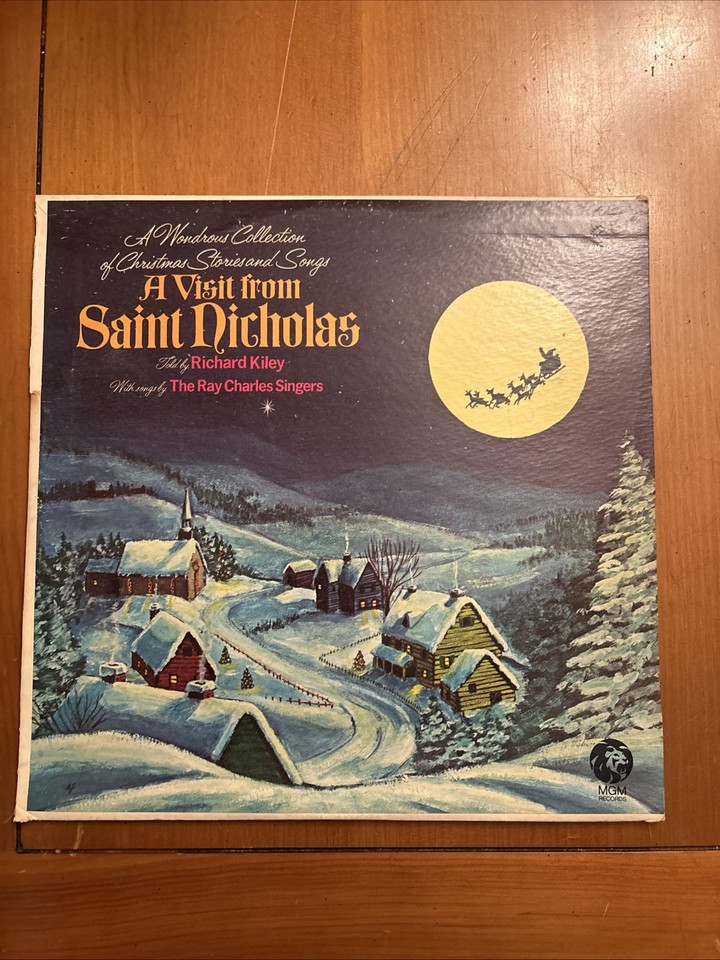 A Wondrous Collection
of Christmas Stories and Songs
A Visit from
Saint Nicholas
Told by Richard Kiley
With songs by The Ray Charles Singers
MGM
RECORDS